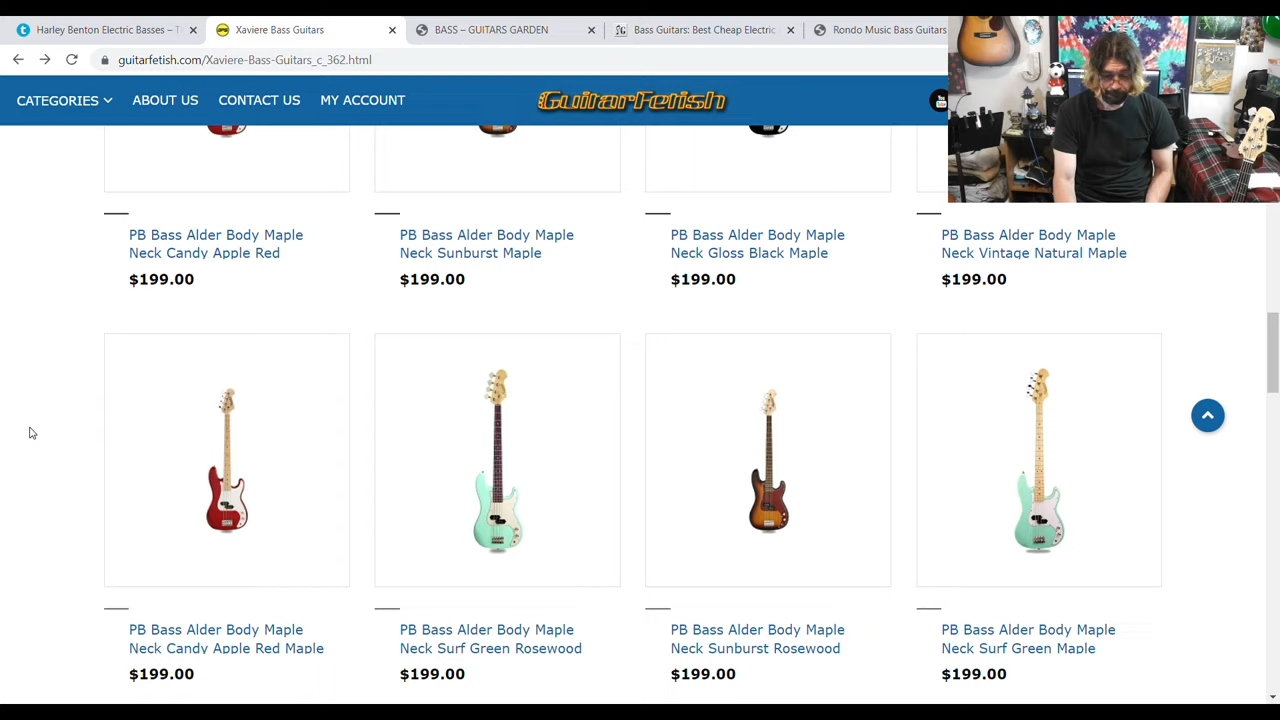 Harley Benton Electric Basses – T
Xaviere Bass Guitars
BASS – GUITARS GARDEN
Bass Guitars: Best Cheap Electric
Rondo Music Bass Guitars
guitarfetish.com/Xaviere-Bass-Guitars_c_362.html
CATEGORIES
ABOUT US
CONTACT US
MY ACCOUNT
GuitarFetish
PB Bass Alder Body Maple
Neck Candy Apple Red
$199.00
PB Bass Alder Body Maple
Neck Sunburst Maple
$199.00
PB Bass Alder Body Maple
Neck Gloss Black Maple
$199.00
PB Bass Alder Body Maple
Neck Vintage Natural Maple
$199.00
PB Bass Alder Body Maple
Neck Candy Apple Red Maple
$199.00
PB Bass Alder Body Maple
Neck Surf Green Rosewood
$199.00
PB Bass Alder Body Maple
Neck Sunburst Rosewood
$199.00
PB Bass Alder Body Maple
Neck Surf Green Maple
$199.00